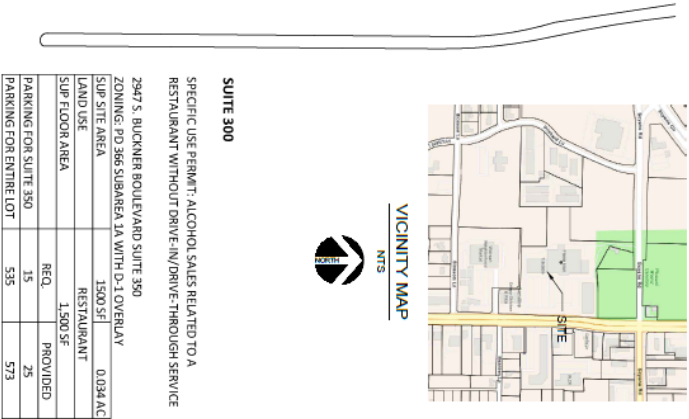 VICINITY MAP
NTS
NORTH
SITE
SUITE 300
SPECIFIC USE PERMIT: ALCOHOL SALES RELATED TO A
RESTAURANT WITHOUT DRIVE-IN/DRIVE-THROUGH SERVICE
2947 S. BUCKNER BOULEVARD SUITE 350
ZONING: PD 366 SUBAREA 1A WITH D-1 OVERLAY
SUP SITE AREA 1500 SF 0.034 AC
LAND USE RESTAURANT
SUP FLOOR AREA 1,500 SF
REQ. PROVIDED
PARKING FOR SUITE 350 15 25
PARKING FOR ENTIRE LOT 535 573